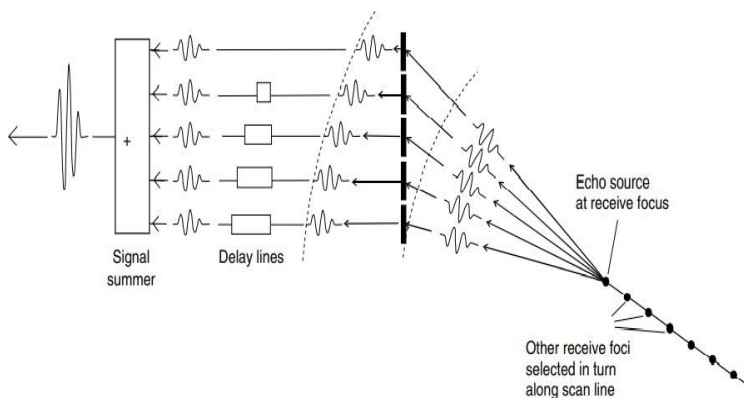 +
Echo source
at receive focus
Signal
summer
Delay lines
Other receive foci
selected in turn
along scan line